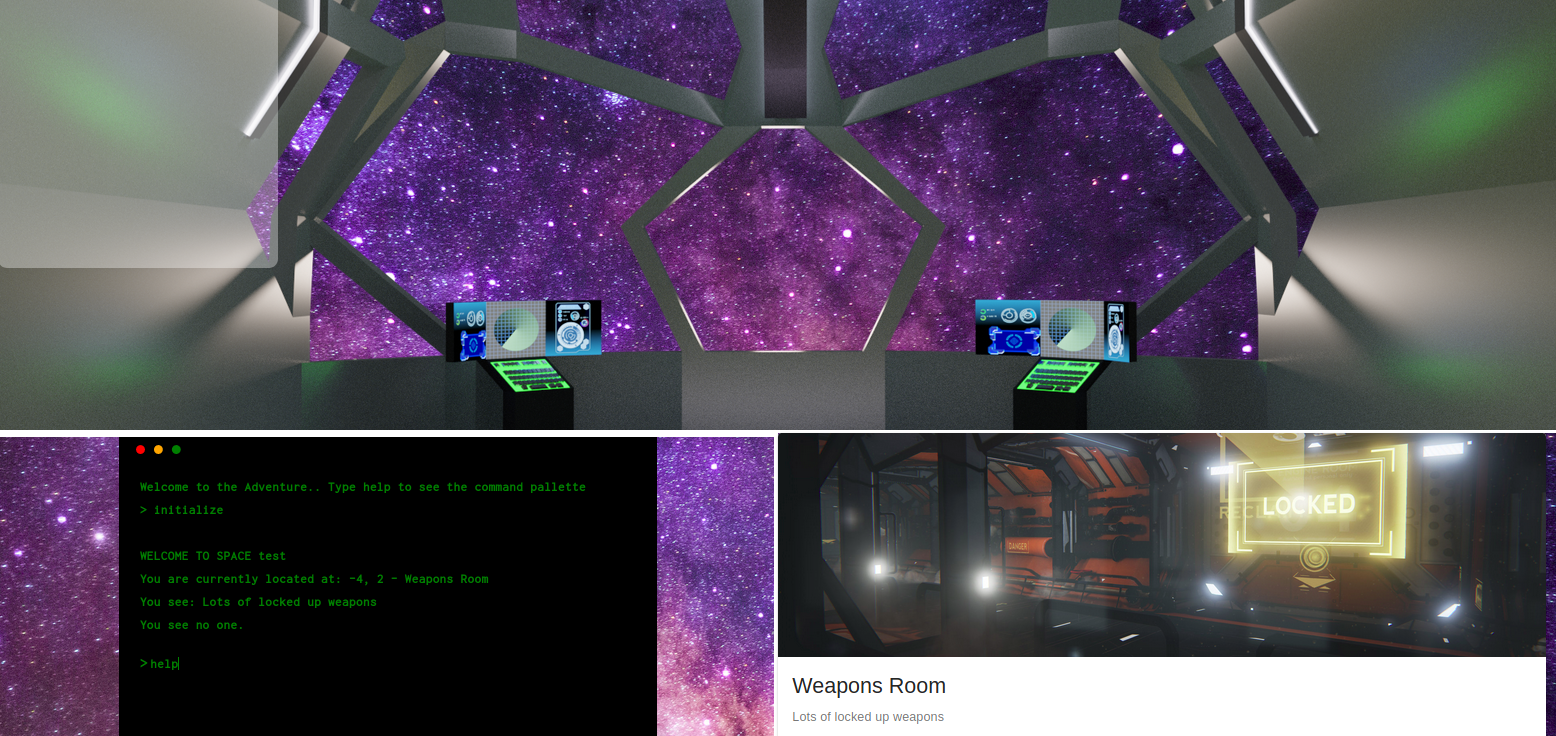 Welcome to the Adventure.. Type help to see the command pallette
> initialize
WELCOME TO SPACE test
You are currently located at: -4, 2 - Weapons Room
You see: Lots of locked up weapons
You see no one.
>help
LOCKED
DANGER
Weapons Room
Lots of locked up weapons